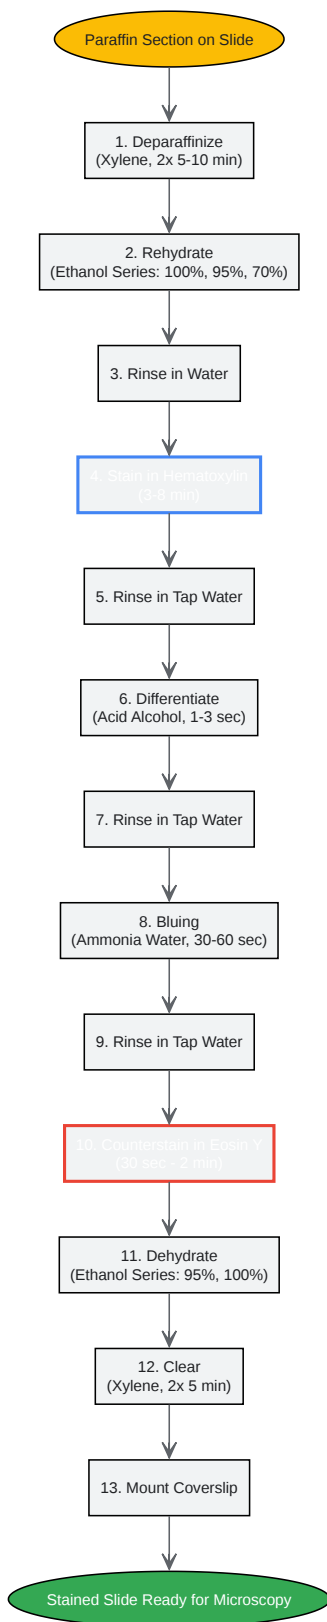 Paraffin Section on Slide
1. Deparaffinize
(Xylene, 2x 5-10 min)
2. Rehydrate
(Ethanol Series: 100%, 95%, 70%)
3. Rinse in Water
4. Stain in Hematoxylin
(3-8 min)
5. Rinse in Tap Water
6. Differentiate
(Acid Alcohol, 1-3 sec)
7. Rinse in Tap Water
8. Bluing
(Ammonia Water, 30-60 sec)
9. Rinse in Tap Water
10. Counterstain in Eosin Y
(30 sec - 2 min)
11. Dehydrate
(Ethanol Series: 95%, 100%)
12. Clear
(Xylene, 2x 5 min)
13. Mount Coverslip
Stained Slide Ready for Microscopy